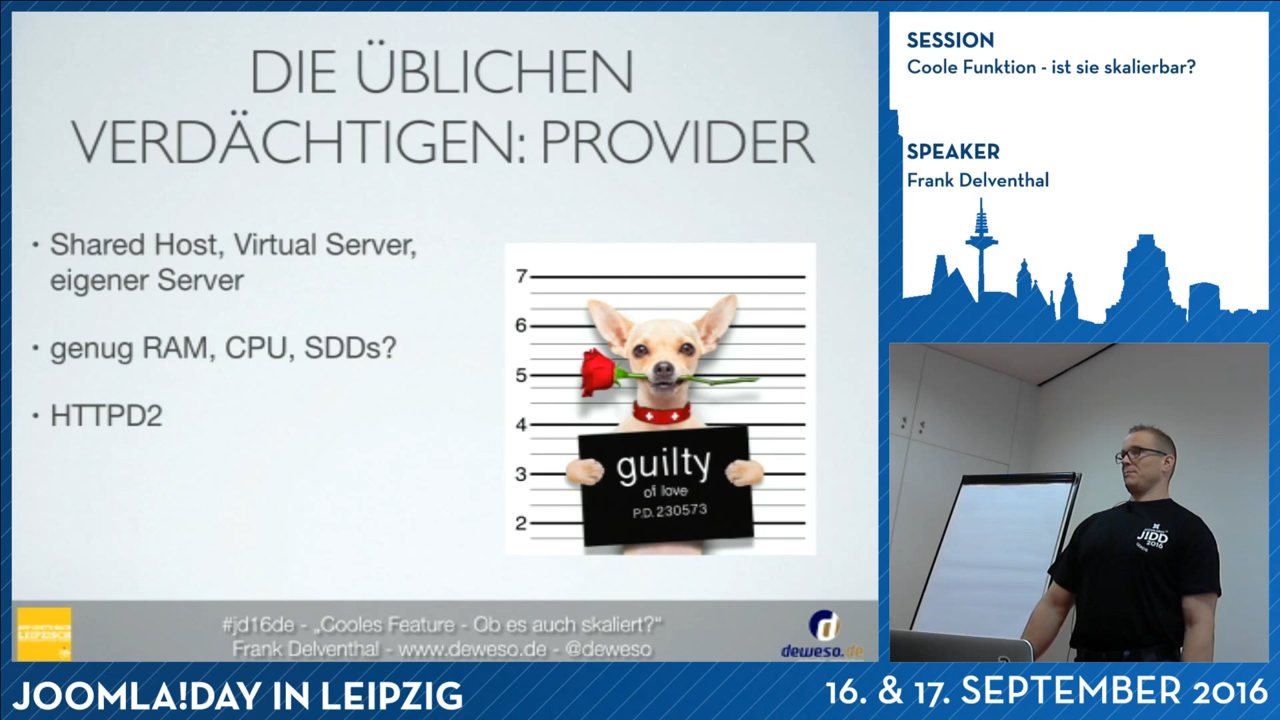 DIE ÜBLICHEN
VERDÄCHTIGEN: PROVIDER
• Shared Host, Virtual Server,
eigener Server
• genug RAM, CPU, SDDs?
• HTTPD2
7
6
5
4
3
2
guilty
of love
P.D. 230573
#jd16de - „Cooles Feature - Ob es auch skaliert?“
Frank Delventhal - www.deweso.de - @deweso
deweso.de
SESSION
Coole Funktion - ist sie skalierbar?
SPEAKER
Frank Delventhal
JIDD
2016
JOOMLA!DAY IN LEIPZIG
16. & 17. SEPTEMBER 2016